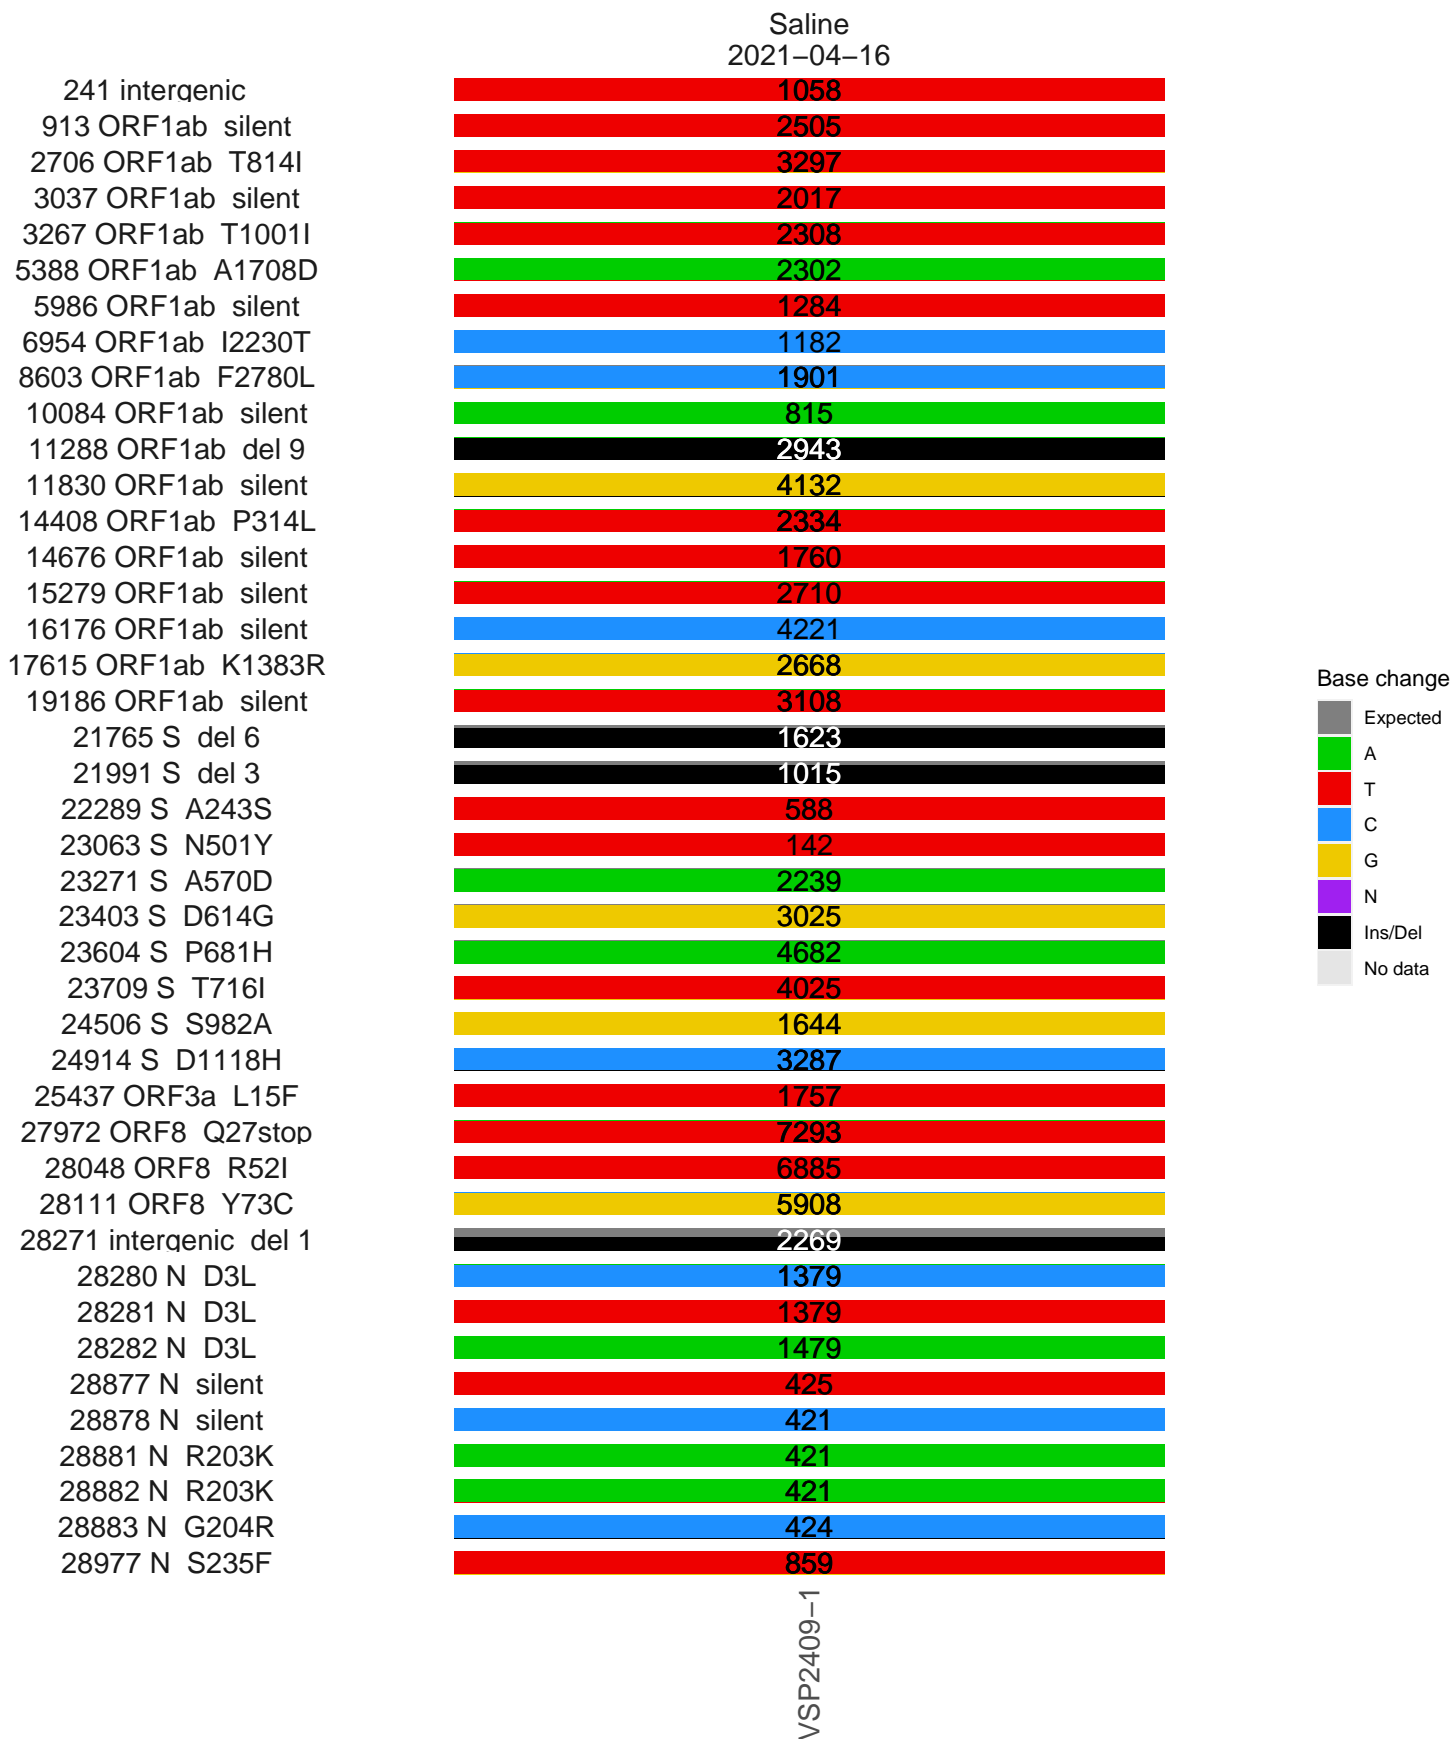 Saline
2021−04−16
241 intergenic 1058
913 ORF1ab silent 2505
2706 ORF1ab T814I 3297
3037 ORF1ab silent 2017
3267 ORF1ab T1001I 2308
5388 ORF1ab A1708D 2302
5986 ORF1ab silent 1284
6954 ORF1ab I2230T 1182
8603 ORF1ab F2780L 1901
10084 ORF1ab silent 815
11288 ORF1ab del 9 2943
11830 ORF1ab silent 4132
14408 ORF1ab P314L 2334
14676 ORF1ab silent 1760
15279 ORF1ab silent 2710
16176 ORF1ab silent 4221
17615 ORF1ab K1383R 2668
19186 ORF1ab silent 3108
21765 S del 6 1623
21991 S del 3 1015
22289 S A243S 588
23063 S N501Y 142
23271 S A570D 2239
23403 S D614G 3025
23604 S P681H 4682
23709 S T716I 4025
24506 S S982A 1644
24914 S D1118H 3287
25437 ORF3a L15F 1757
27972 ORF8 Q27stop 7293
28048 ORF8 R52I 6885
28111 ORF8 Y73C 5908
28271 intergenic del 1 2269
28280 N D3L 1379
28281 N D3L 1379
28282 N D3L 1479
28877 N silent 425
28878 N silent 421
28881 N R203K 421
28882 N R203K 421
28883 N G204R 424
28977 N S235F 859
VSP2409−1
Base change
Expected
A
T
C
G
N
Ins/Del
No data